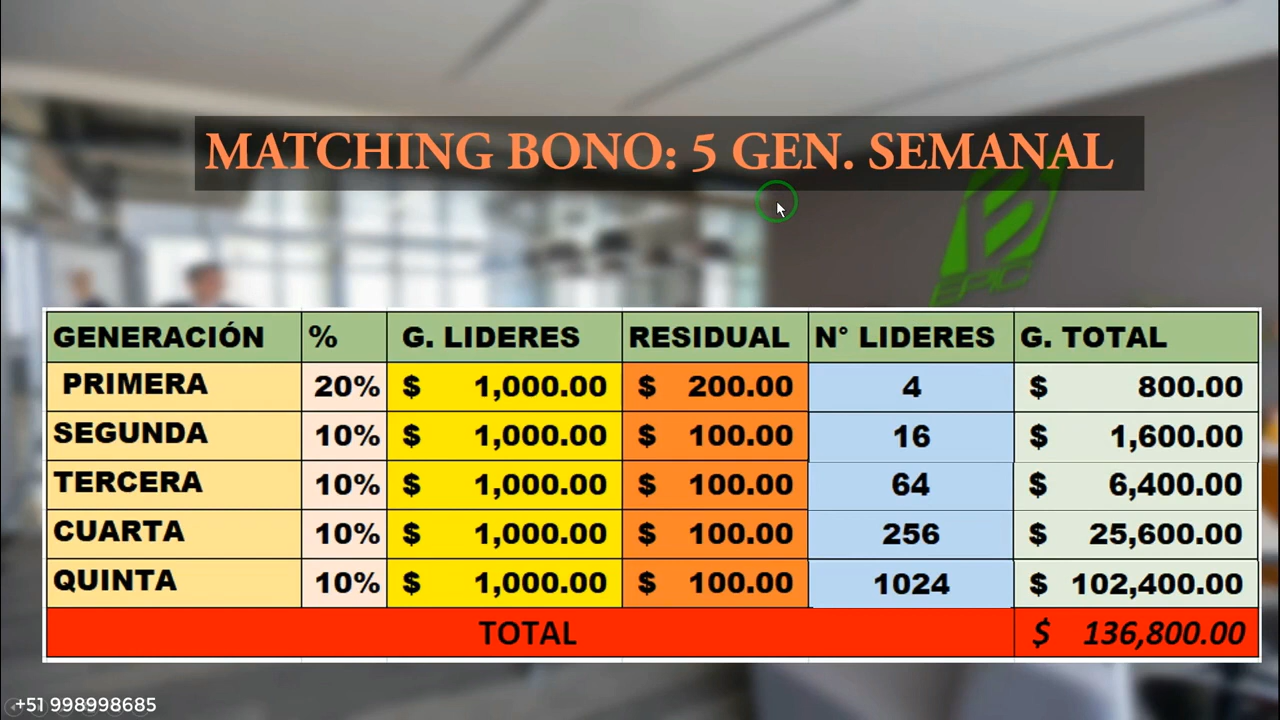 MATCHING BONO: 5 GEN. SEMANAL
EPIC
GENERACIÓN % G. LIDERES RESIDUAL N° LIDERES G. TOTAL
PRIMERA 20% $ 1,000.00 $ 200.00 4 $ 800.00
SEGUNDA 10% $ 1,000.00 $ 100.00 16 $ 1,600.00
TERCERA 10% $ 1,000.00 $ 100.00 64 $ 6,400.00
CUARTA 10% $ 1,000.00 $ 100.00 256 $ 25,600.00
QUINTA 10% $ 1,000.00 $ 100.00 1024 $ 102,400.00
TOTAL $ 136,800.00
+51 998998685